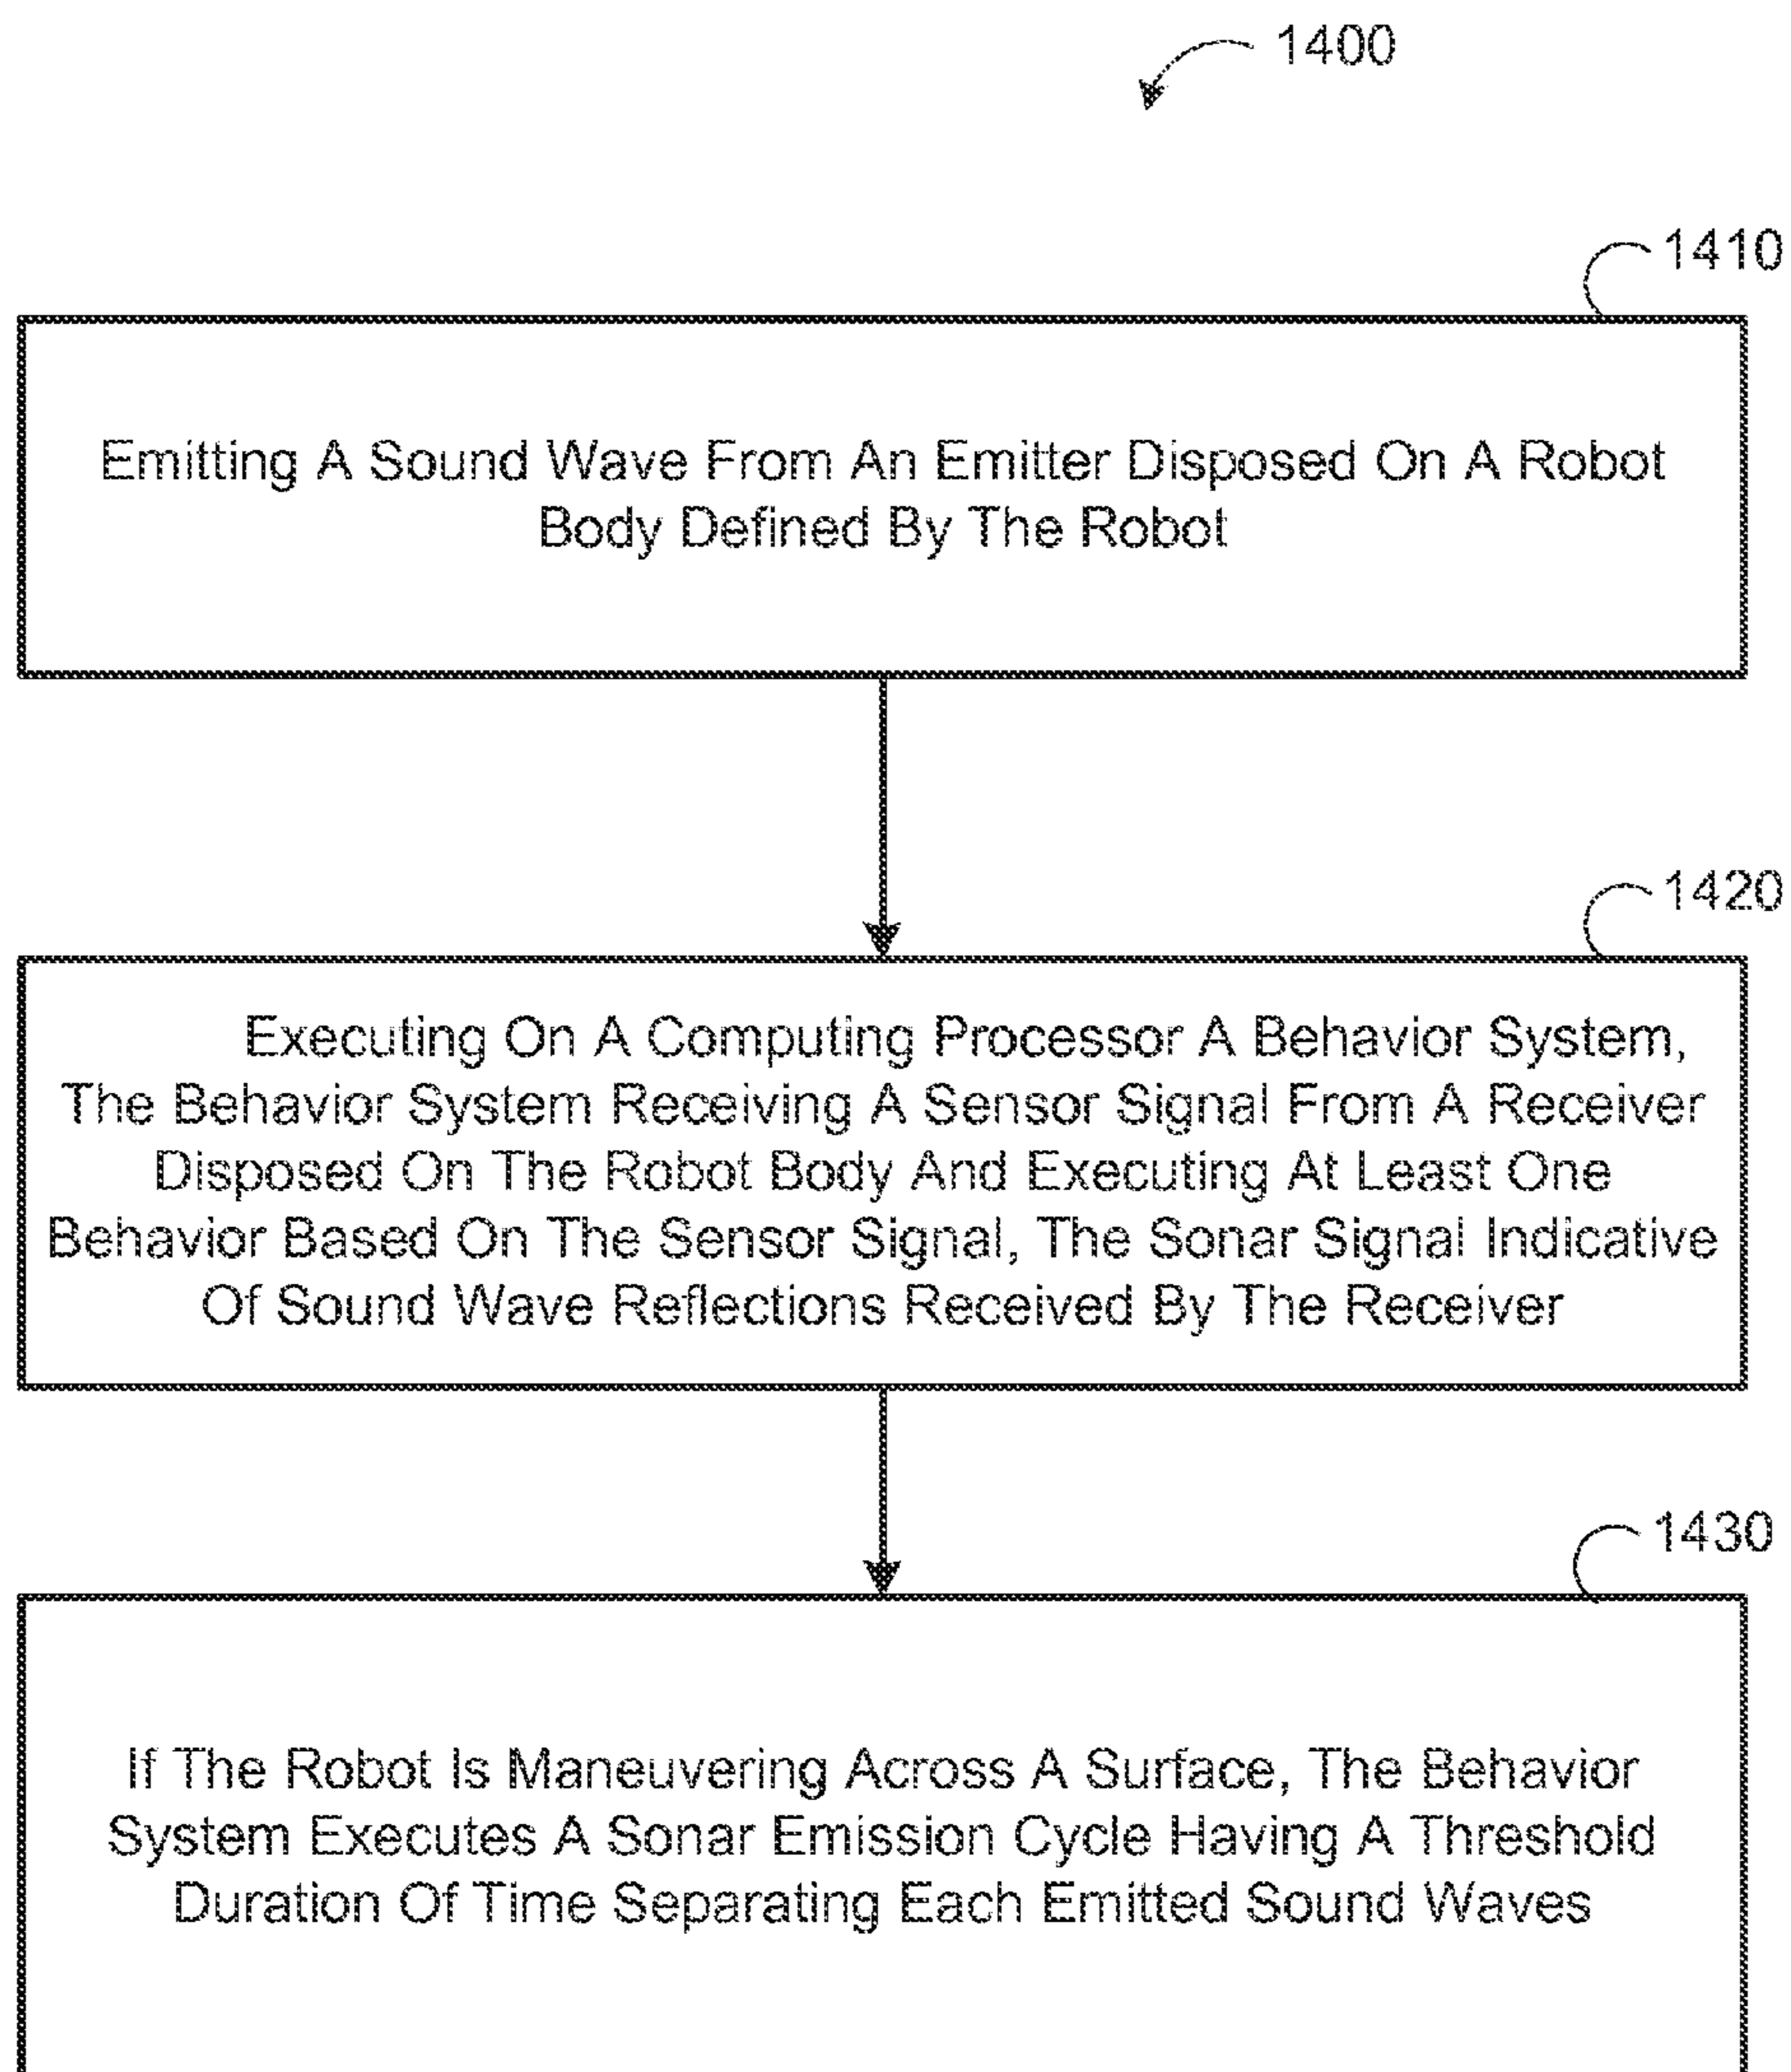 1400
1410
Emitting A Sound Wave From An Emitter Disposed On A Robot
Body Defined By The Robot
1420
Executing On A Computing Processor A Behavior System,
The Behavior System Receiving A Sensor Signal From A Receiver
Disposed On The Robot Body And Executing At Least One
Behavior Based On The Sensor Signal, The Sonar Signal Indicative
Of Sound Wave Reflections Received By The Receiver
1430
If The Robot Is Maneuvering Across A Surface, The Behavior
System Executes A Sonar Emission Cycle Having A Threshold
Duration Of Time Separating Each Emitted Sound Waves